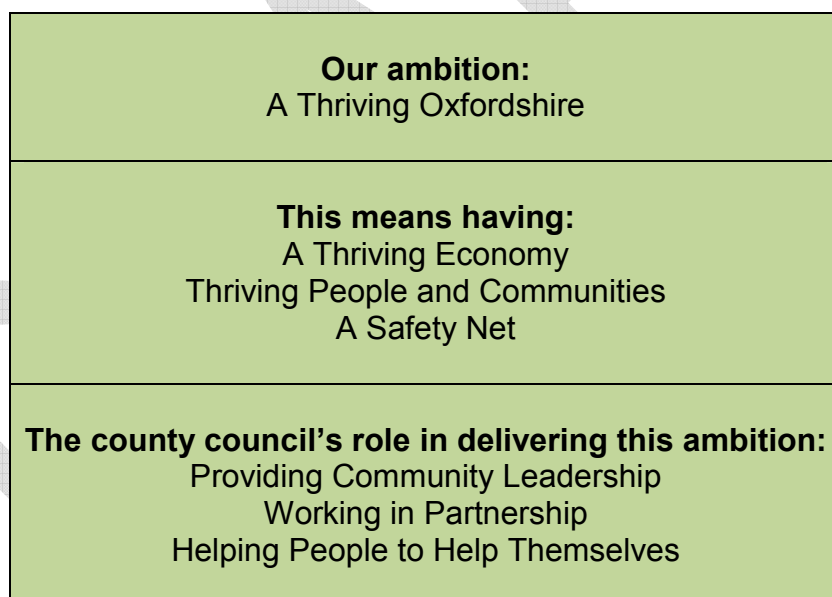 Our ambition:
A Thriving Oxfordshire
This means having:
A Thriving Economy
Thriving People and Communities
A Safety Net
The county council’s role in delivering this ambition:
Providing Community Leadership
Working in Partnership
Helping People to Help Themselves